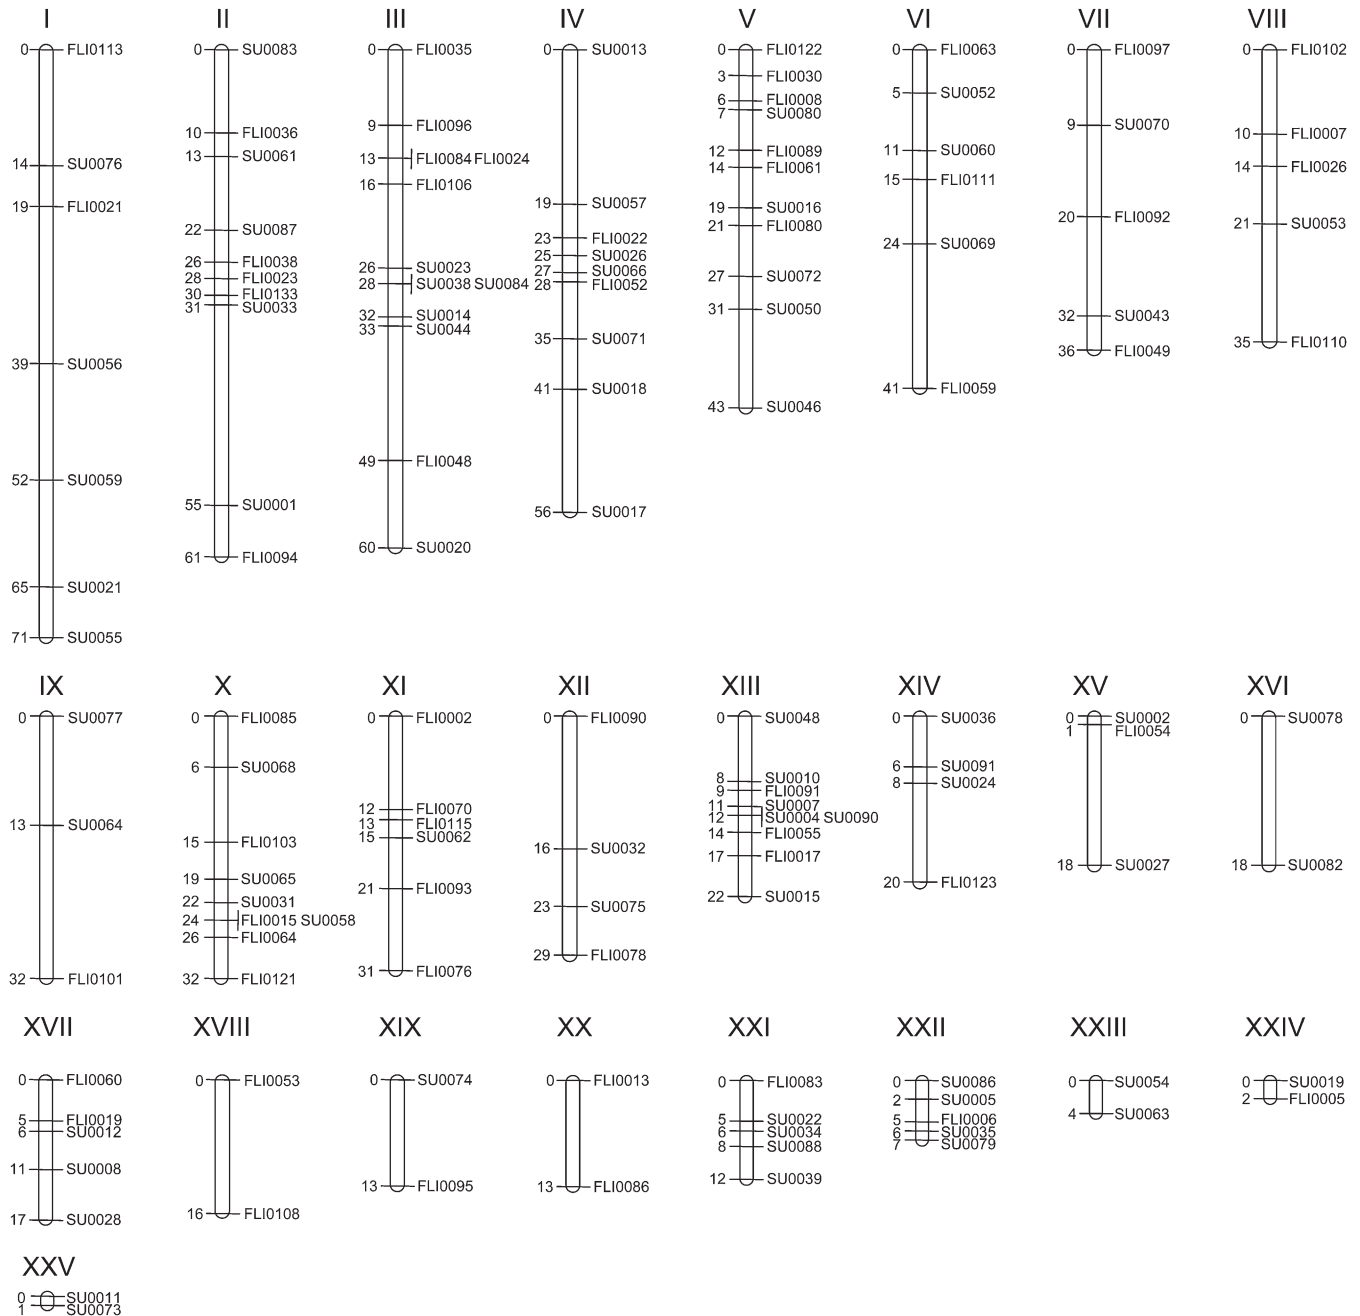 I II III IV V VI VII VIII
0 FLI0113
14 SU0076
19 FLI0021
39 SU0056
52 SU0059
65 SU0021
71 SU0055
0 SU0083
10 FLI0036
13 SU0061
22 SU0087
26 FLI0038
28 FLI0023
30 FLI0133
31 SU0033
55 SU0001
61 FLI0094
0 FLI0035
9 FLI0096
13 FLI0084 FLI0024
16 FLI0106
26 SU0023
28 SU0038 SU0084
32 SU0014
33 SU0044
49 FLI0048
60 SU0020
0 SU0013
19 SU0057
23 FLI0022
25 SU0026
27 SU0066
28 FLI0052
35 SU0071
41 SU0018
56 SU0017
0 FLI0122
3 FLI0030
6 FLI0008
7 SU0080
12 FLI0089
14 FLI0061
19 SU0016
21 FLI0080
27 SU0072
31 SU0050
43 SU0046
0 FLI0063
5 SU0052
11 SU0060
15 FLI0111
24 SU0069
41 FLI0059
0 FLI0097
9 SU0070
20 FLI0092
32 SU0043
36 FLI0049
0 FLI0102
10 FLI0007
14 FLI0026
21 SU0053
35 FLI0110
IX X XI XII XIII XIV XV XVI
0 SU0077
13 SU0064
32 FLI0101
0 FLI0085
6 SU0068
15 FLI0103
19 SU0065
22 SU0031
24 FLI0015 SU0058
26 FLI0064
32 FLI0121
0 FLI0002
12 FLI0070
13 FLI0115
15 SU0062
21 FLI0093
31 FLI0076
0 FLI0090
16 SU0032
23 SU0075
29 FLI0078
0 SU0048
8 SU0010
9 FLI0091
11 SU0007
12 SU0004 SU0090
14 FLI0055
17 FLI0017
22 SU0015
0 SU0036
6 SU0091
8 SU0024
20 FLI0123
0 SU0002
1 FLI0054
18 SU0027
0 SU0078
18 SU0082
XVII XVIII XIX XX XXI XXII XXIII XXIV
0 FLI0060
5 FLI0019
6 SU0012
11 SU0008
17 SU0028
0 FLI0053
16 FLI0108
0 SU0074
13 FLI0095
0 FLI0013
13 FLI0086
0 FLI0083
5 SU0022
6 SU0034
8 SU0088
12 SU0039
0 SU0086
2 SU0005
5 FLI0006
6 SU0035
7 SU0079
0 SU0054
4 SU0063
0 SU0019
2 FLI0005
XXV
0 SU0011
1 SU0073